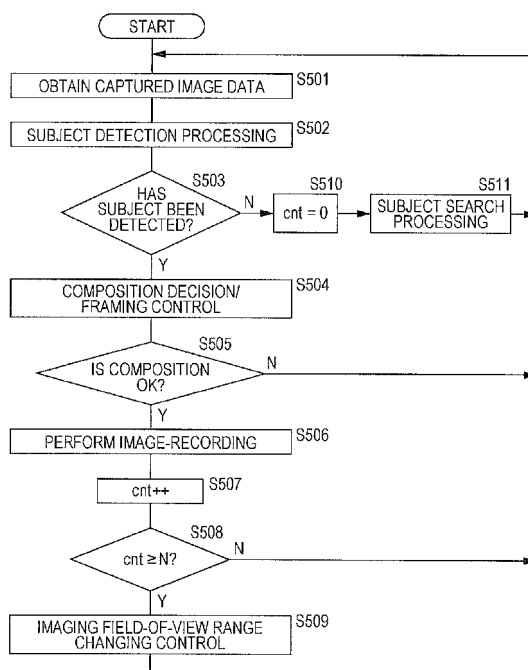 START
OBTAIN CAPTURED IMAGE DATA S501
SUBJECT DETECTION PROCESSING S502
S503
HAS
SUBJECT BEEN
DETECTED?
N
Y
S510
cnt = 0
S511
SUBJECT SEARCH
PROCESSING
COMPOSITION DECISION/
FRAMING CONTROL
S504
S505
IS COMPOSITION
OK?
N
Y
PERFORM IMAGE-RECORDING S506
cnt++ S507
S508
cnt ≥ N?
N
Y
IMAGING FIELD-OF-VIEW RANGE
CHANGING CONTROL
S509